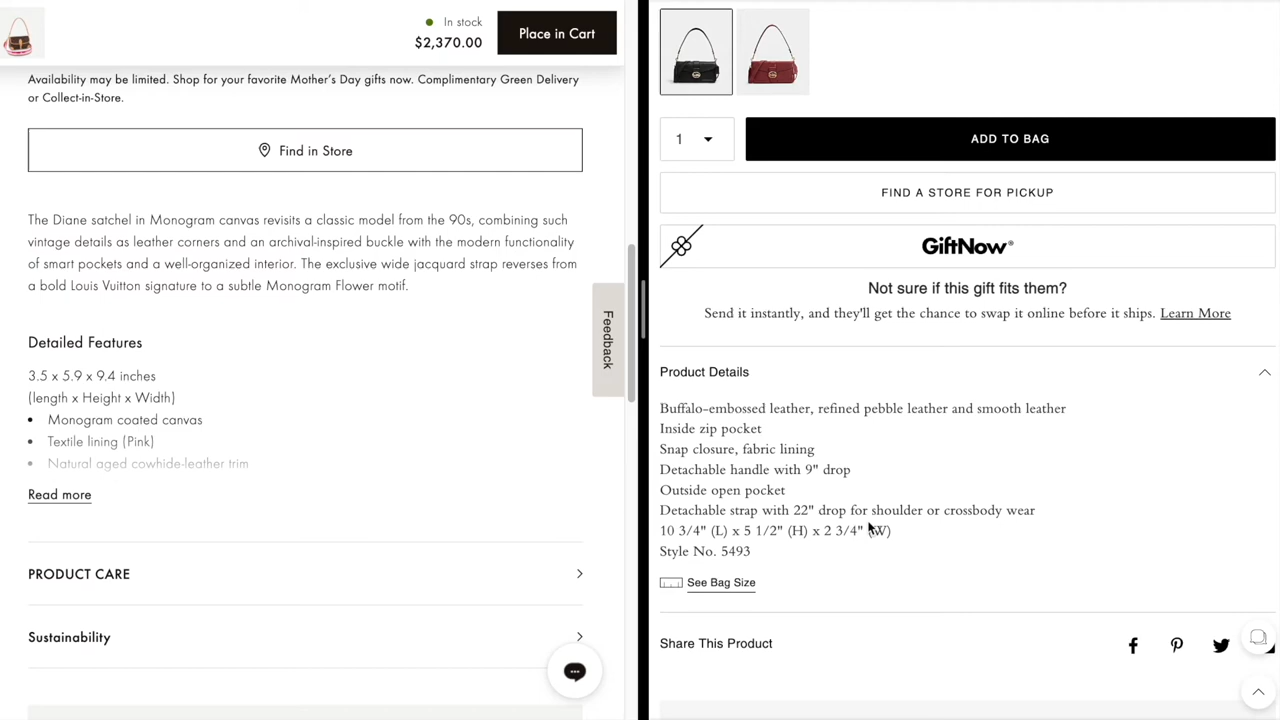 In stock
$2,370.00
Place in Cart
Availability may be limited. Shop for your favorite Mother's Day gifts now. Complimentary Green Delivery
or Collect-in-Store.
Find in Store
The Diane satchel in Monogram canvas revisits a classic model from the 90s, combining such
vintage details as leather corners and an archival-inspired buckle with the modern functionality
of smart pockets and a well-organized interior. The exclusive wide jacquard strap reverses from
a bold Louis Vuitton signature to a subtle Monogram Flower motif.
Feedback
Detailed Features
3.5 x 5.9 x 9.4 inches
(length x Height x Width)
Monogram coated canvas
Textile lining (Pink)
Natural aged cowhide-leather trim
Read more
PRODUCT CARE
Sustainability
1
ADD TO BAG
FIND A STORE FOR PICKUP
GiftNow®
Not sure if this gift fits them?
Send it instantly, and they'll get the chance to swap it online before it ships. Learn More
Product Details
Buffalo-embossed leather, refined pebble leather and smooth leather
Inside zip pocket
Snap closure, fabric lining
Detachable handle with 9" drop
Outside open pocket
Detachable strap with 22" drop for shoulder or crossbody wear
10 3/4" (L) x 5 1/2" (H) x 2 3/4" (W)
Style No. 5493
See Bag Size
Share This Product